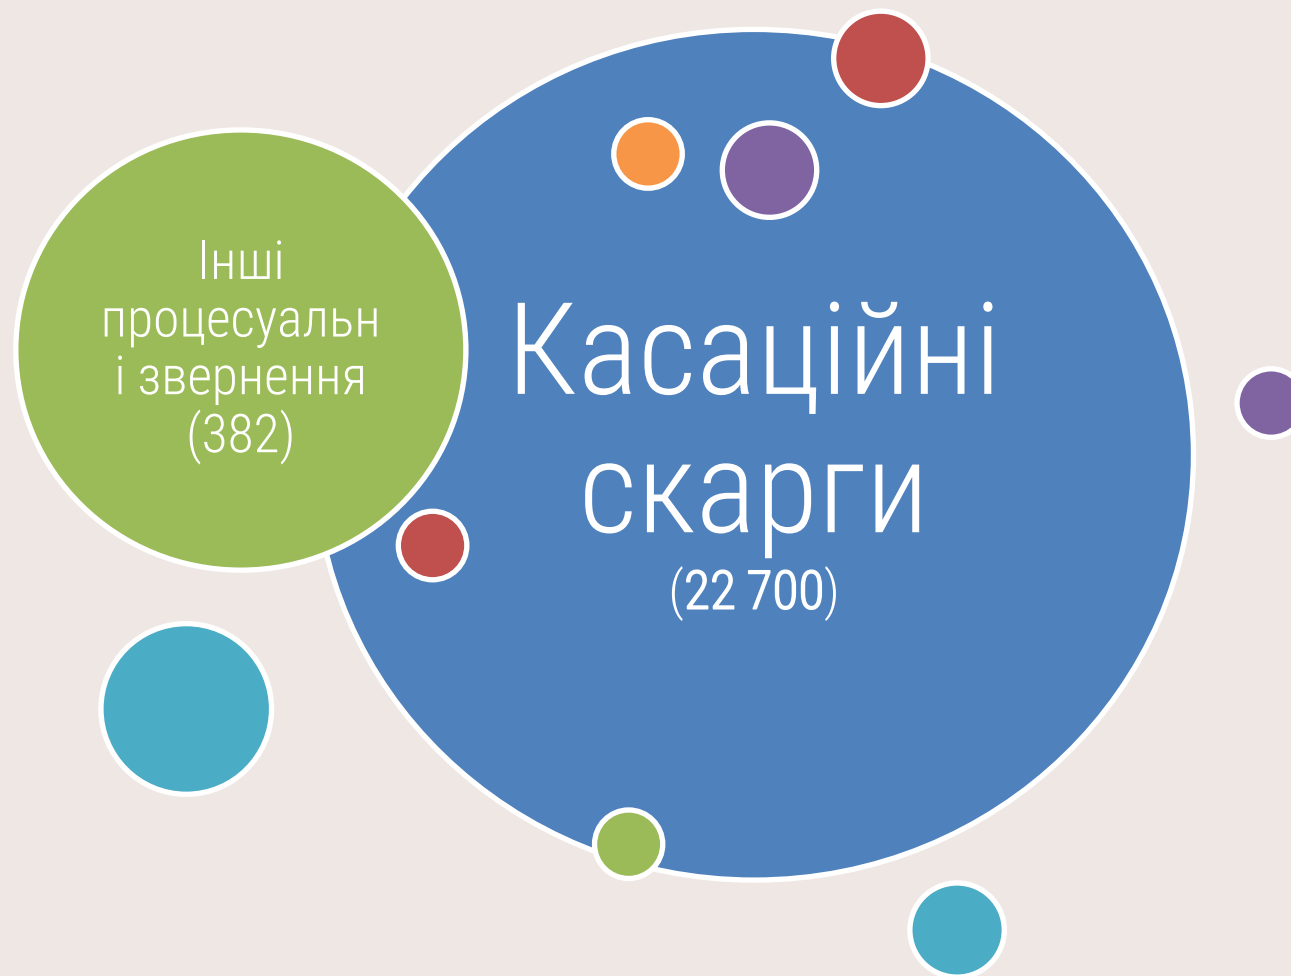 Інші
процесуальн
і звернення
(382)
Касаційні
скарги
(22 700)